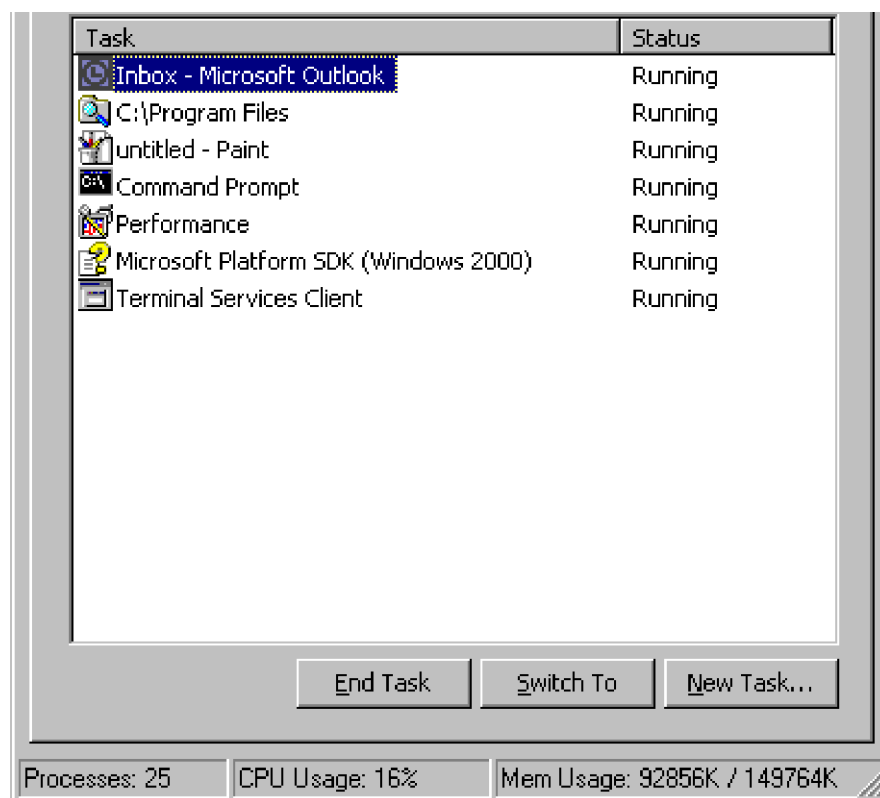 Task Status
Inbox - Microsoft Outlook Running
C:\Program Files Running
untitled - Paint Running
C:\ Command Prompt Running
Performance Running
Microsoft Platform SDK (Windows 2000) Running
Terminal Services Client Running
End Task Switch To New Task...
Processes: 25 CPU Usage: 16% Mem Usage: 92856K / 149764K